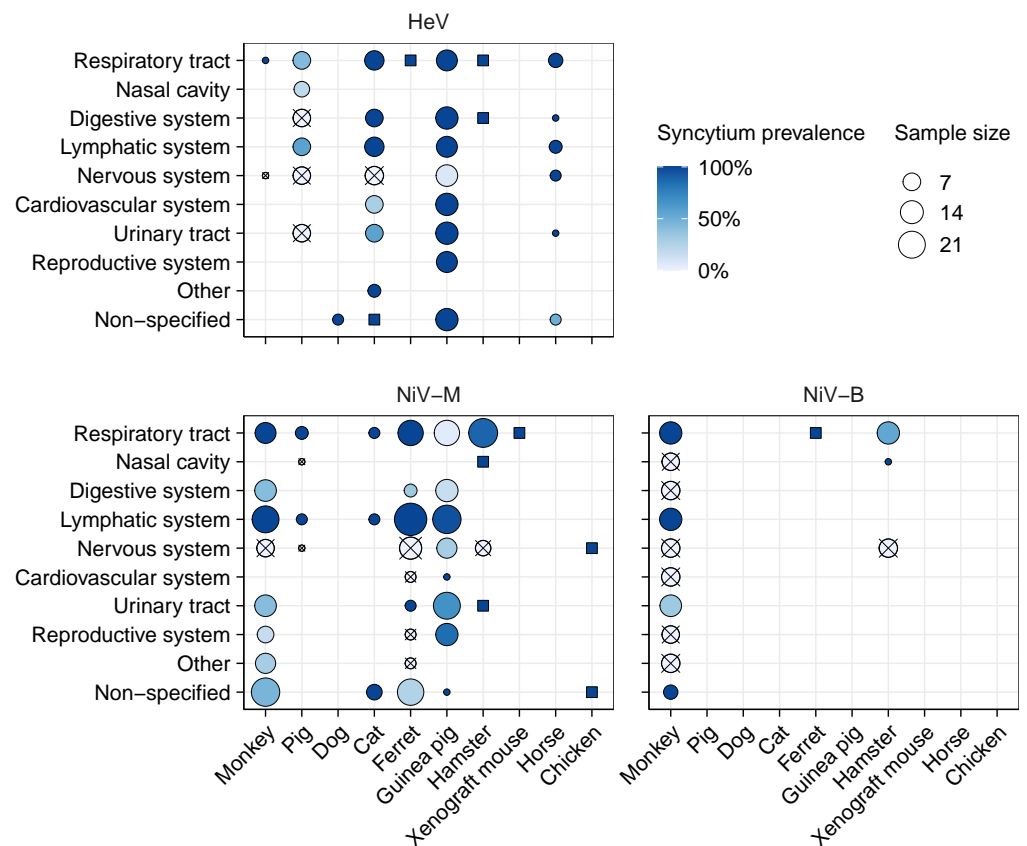 HeV
Respiratory tract
Nasal cavity
Digestive system
Lymphatic system
Nervous system
Cardiovascular system
Urinary tract
Reproductive system
Other
Non−specified
Syncytium prevalence
100%
50%
0%
Sample size
7
14
21
NiV−M
Respiratory tract
Nasal cavity
Digestive system
Lymphatic system
Nervous system
Cardiovascular system
Urinary tract
Reproductive system
Other
Non−specified
Monkey
Pig
Dog
Cat
Ferret
Guinea pig
Hamster
Xenograft mouse
Horse
Chicken
NiV−B
Monkey
Pig
Dog
Cat
Ferret
Guinea pig
Hamster
Xenograft mouse
Horse
Chicken